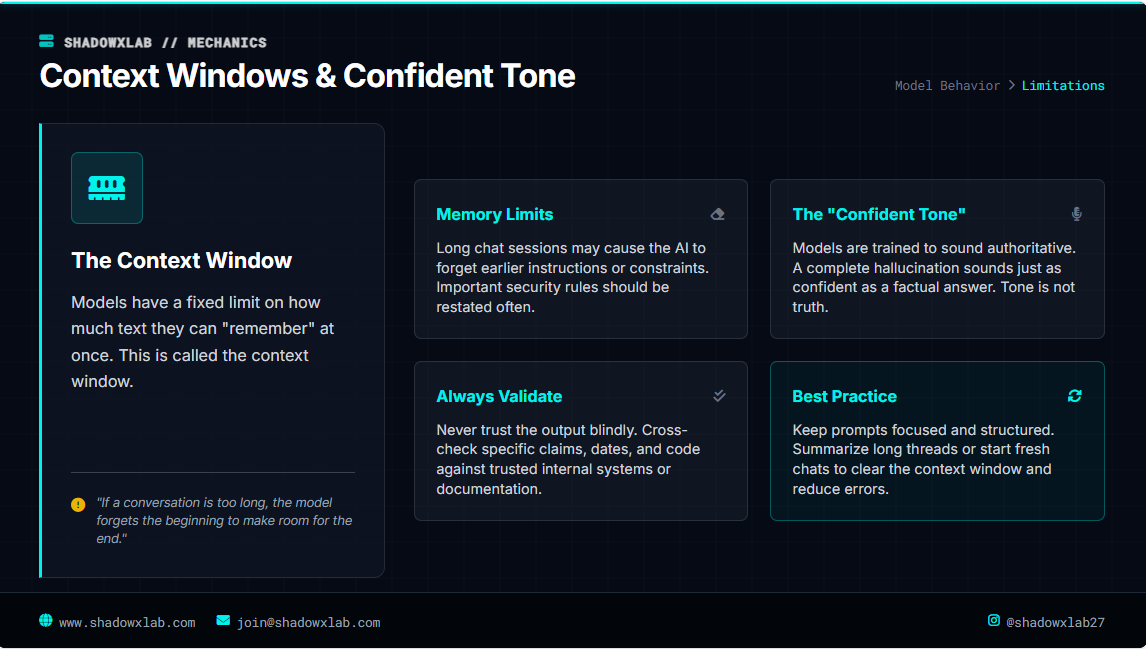 SHADOWXLAB // MECHANICS
Context Windows & Confident Tone
Model Behavior > Limitations
The Context Window
Models have a fixed limit on how
much text they can "remember" at
once. This is called the context
window.
"If a conversation is too long, the model
forgets the beginning to make room for the
end."
Memory Limits
Long chat sessions may cause the AI to
forget earlier instructions or constraints.
Important security rules should be
restated often.
The "Confident Tone"
Models are trained to sound authoritative.
A complete hallucination sounds just as
confident as a factual answer. Tone is not
truth.
Always Validate
Never trust the output blindly. Cross-
check specific claims, dates, and code
against trusted internal systems or
documentation.
Best Practice
Keep prompts focused and structured.
Summarize long threads or start fresh
chats to clear the context window and
reduce errors.
www.shadowxlab.com
join@shadowxlab.com
@shadowxlab27